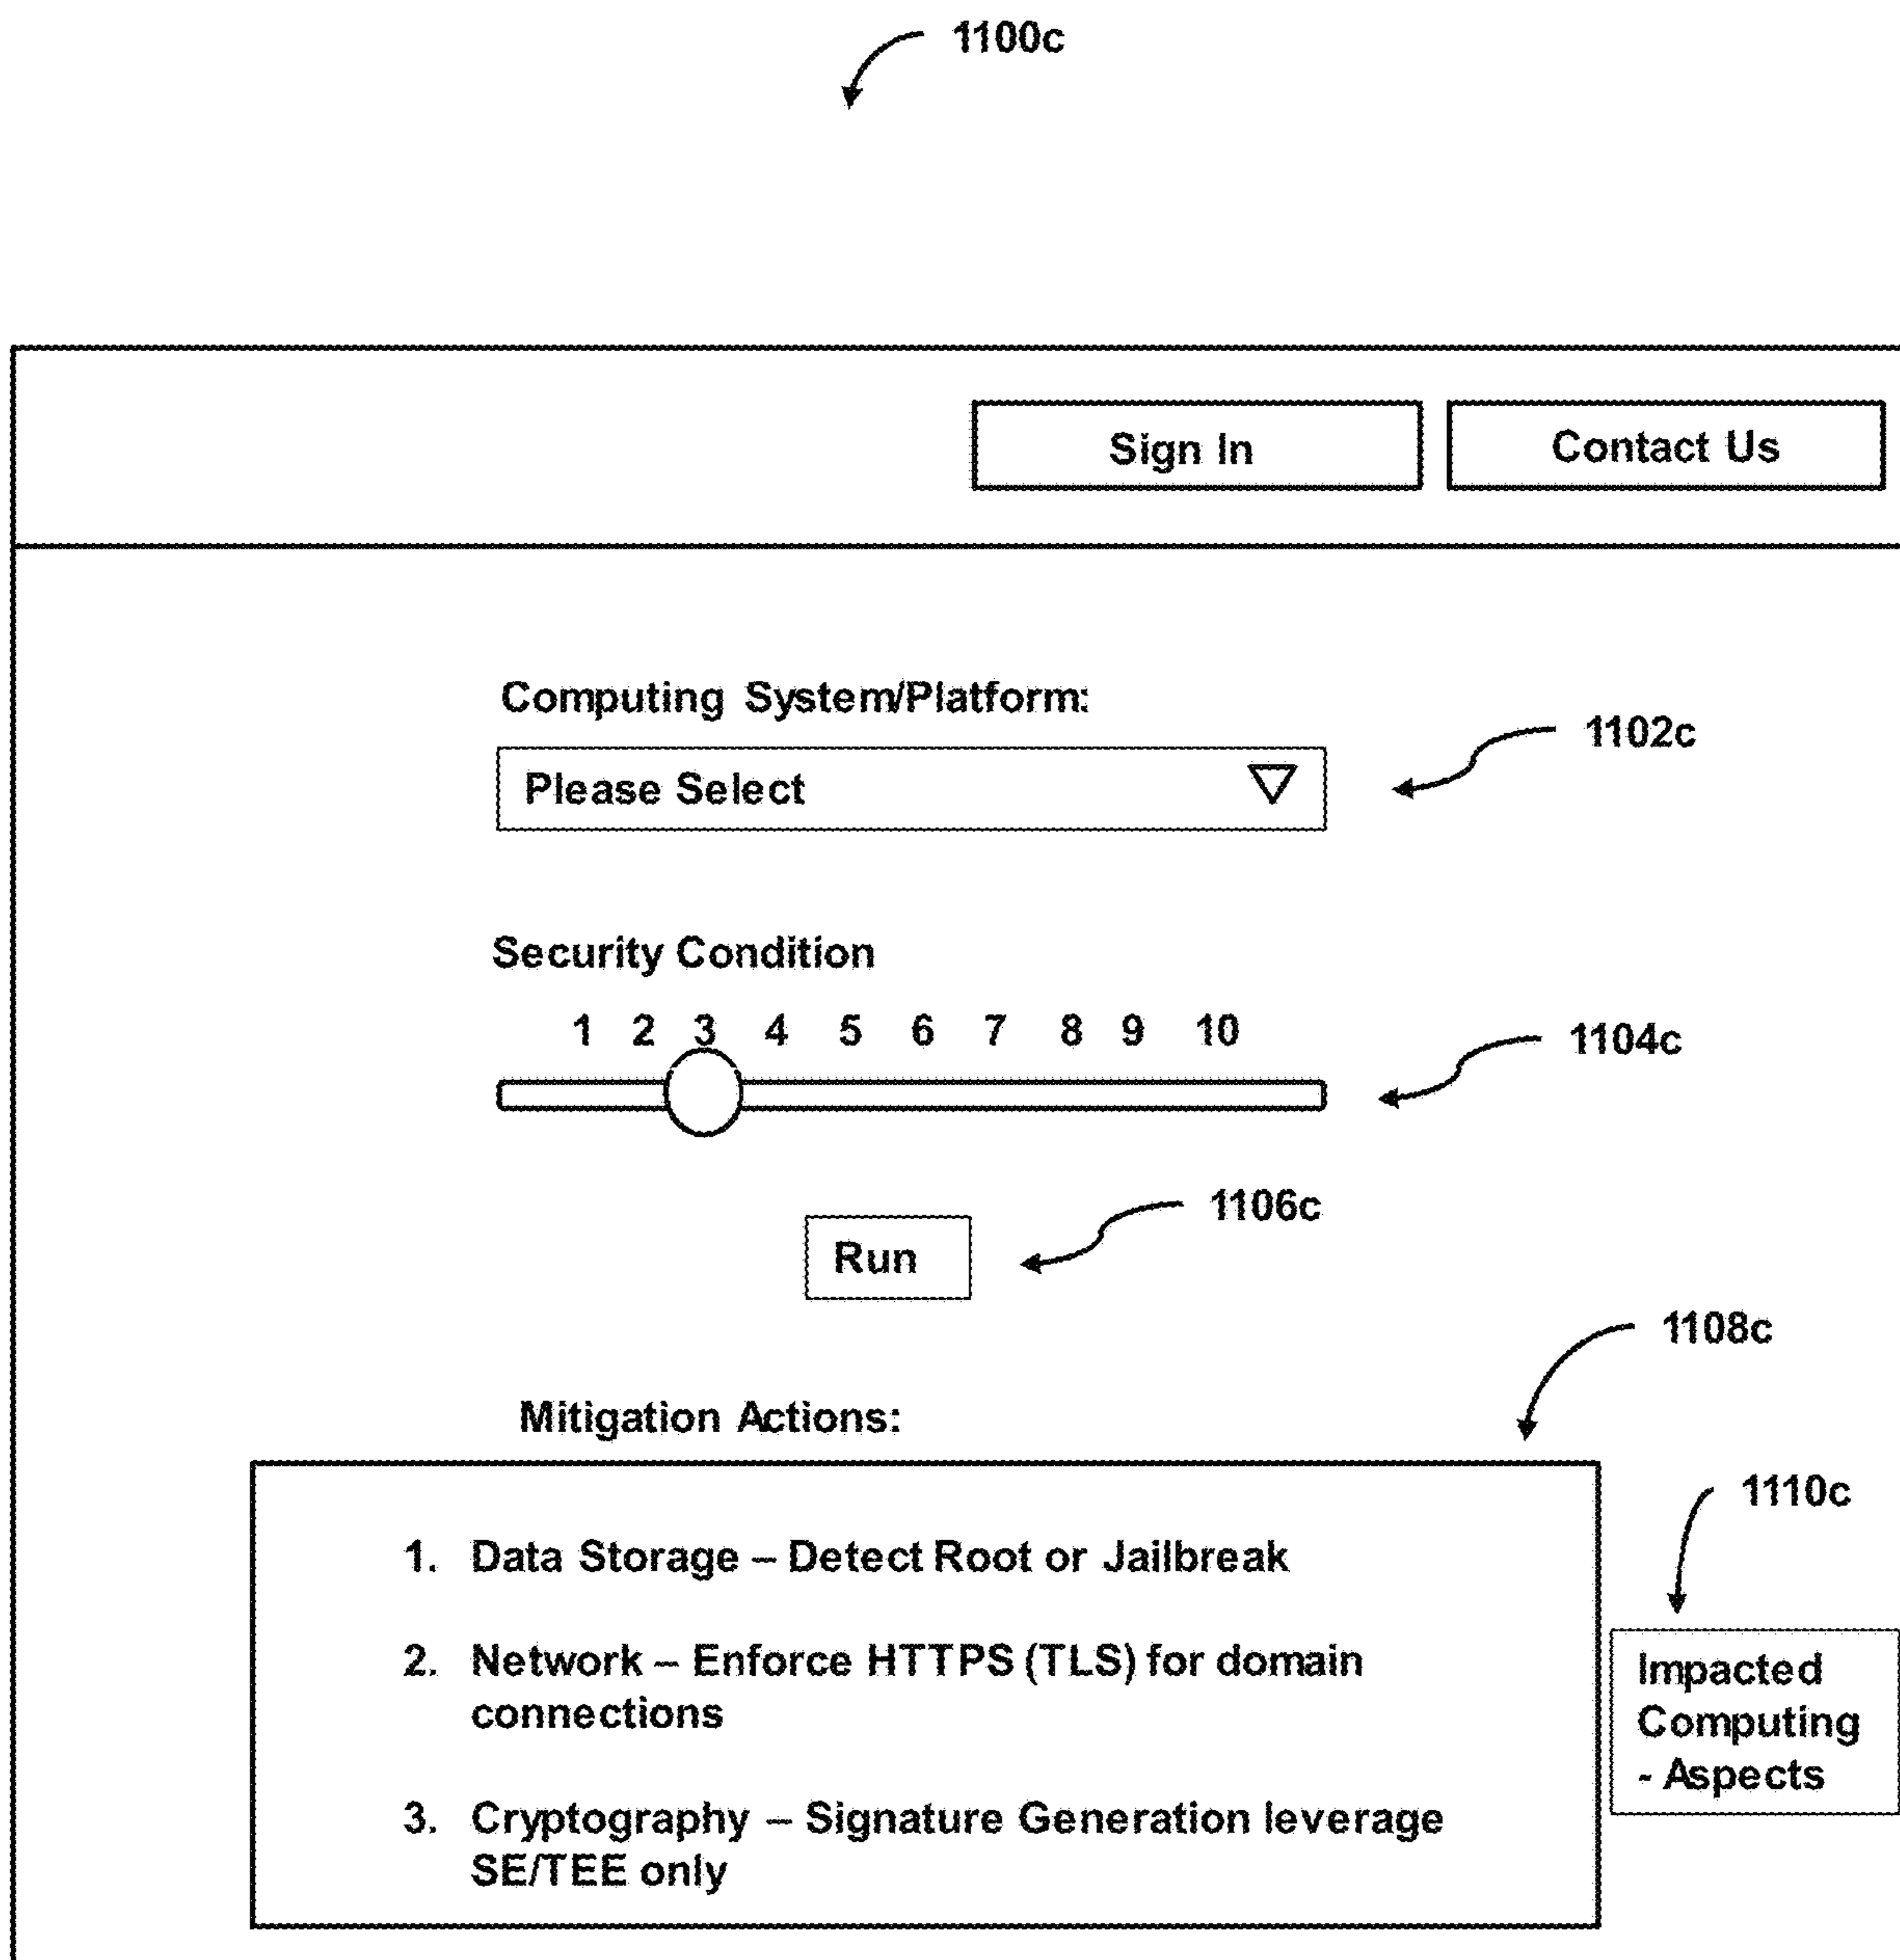 1100c
Sign In
Contact Us
Computing System/Platform:
1102c
Please Select
Security Condition
1 2 3 4 5 6 7 8 9 10
1104c
1106c
Run
1108c
Mitigation Actions:
1110c
1. Data Storage – Detect Root or Jailbreak
2. Network – Enforce HTTPS (TLS) for domain
connections
3. Cryptography – Signature Generation leverage
SE/TEE only
Impacted
Computing
- Aspects